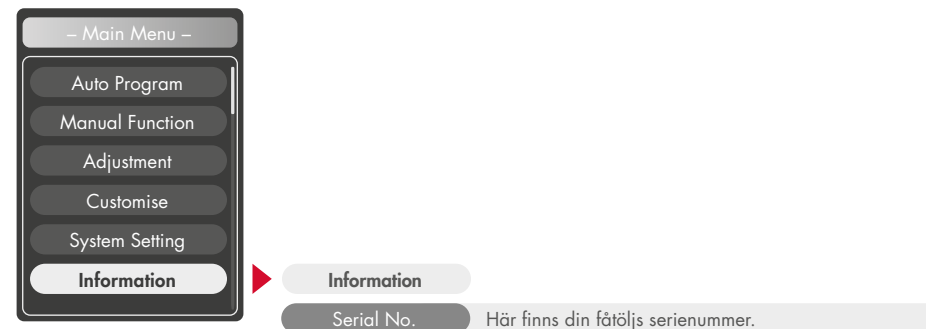 – Main Menu –
Auto Program
Manual Function
Adjustment
Customise
System Setting
Information
Information
Serial No. Här finns din fåtöljs serienummer.